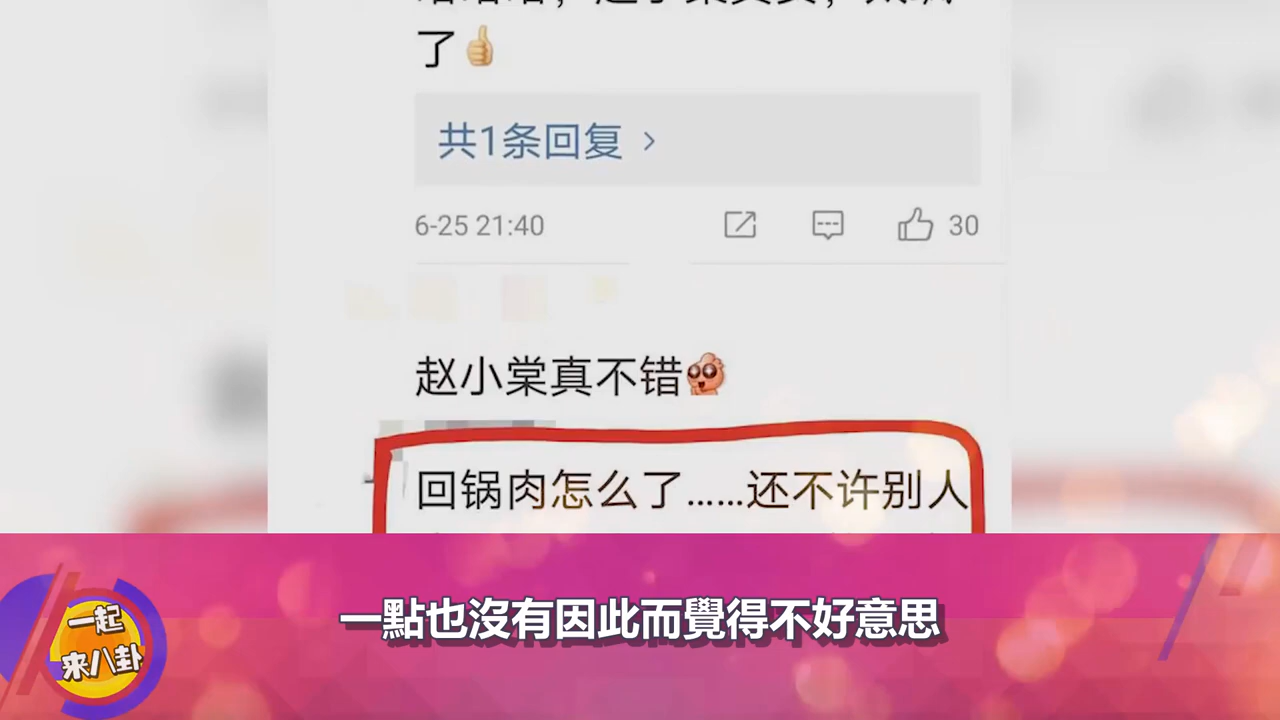 了👍
共1条回复 >
6-25 21:40
30
赵小棠真不错
回锅肉怎么了……还不许别人
一點也沒有因此而覺得不好意思
一起
来八卦